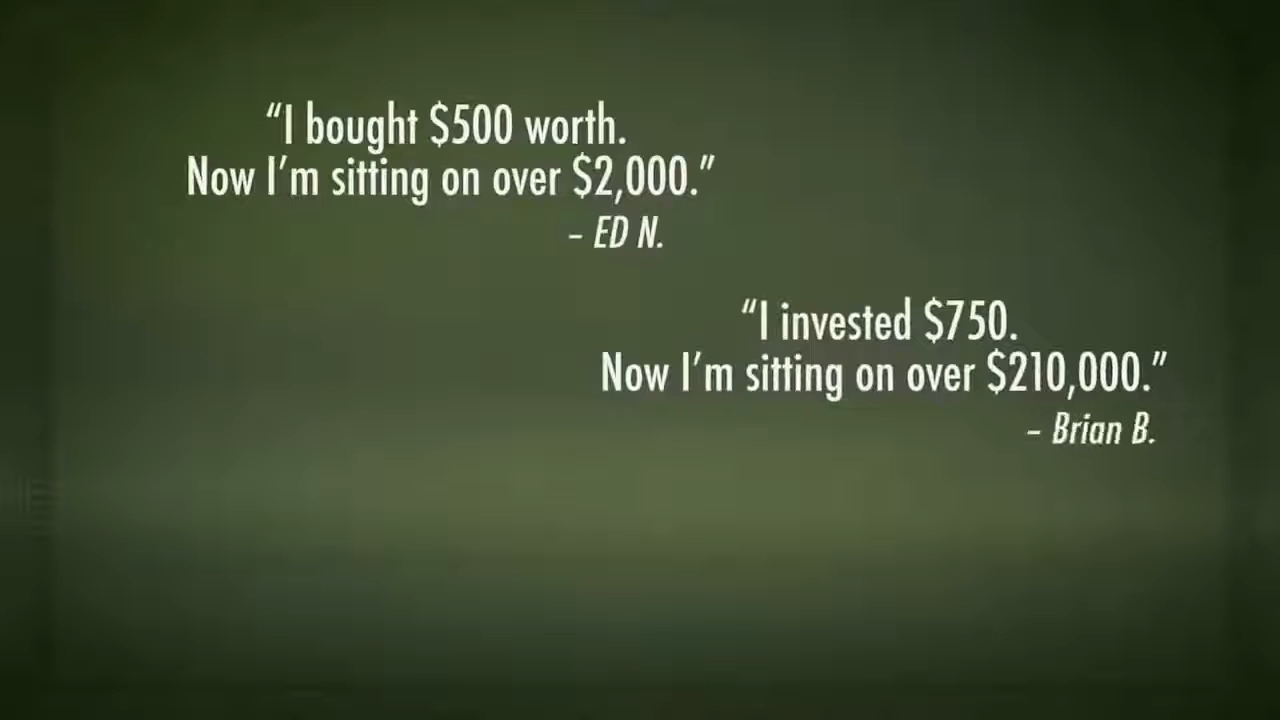 “I bought $500 worth.
Now I’m sitting on over $2,000.”
– ED N.
“I invested $750.
Now I’m sitting on over $210,000.”
– Brian B.